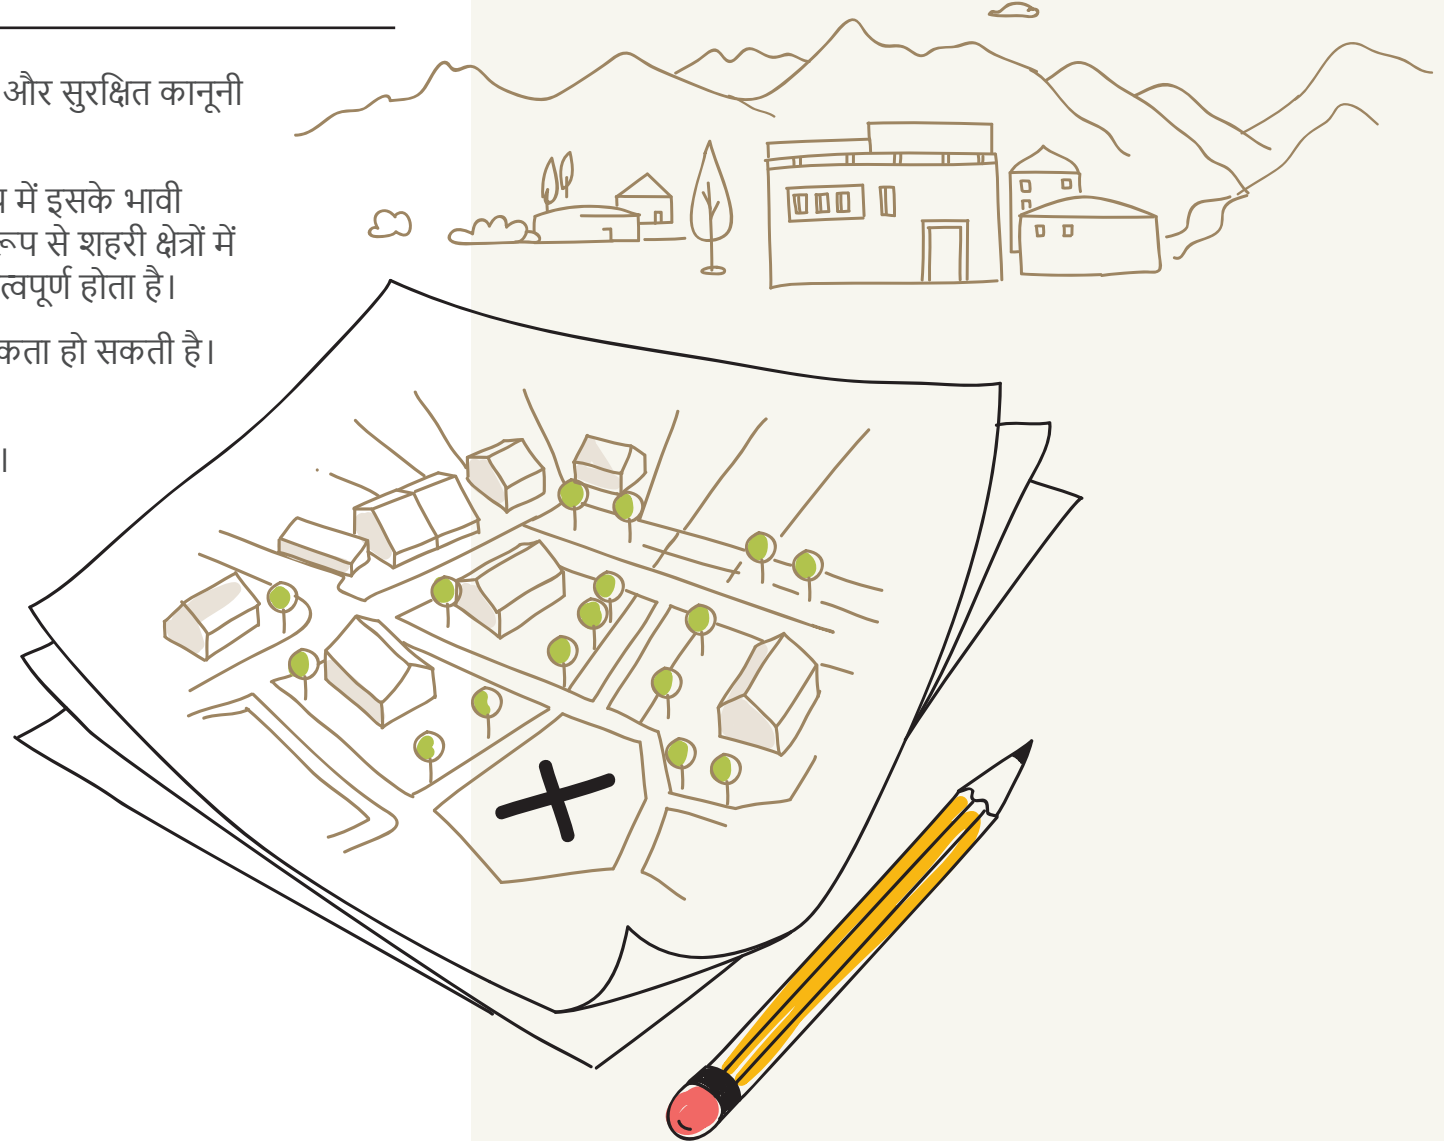 और सुरक्षित कानूनी
में इसके भावी
रूप से शहरी क्षेत्रों में
त्वपूर्ण होता है।
कता हो सकती है।
।